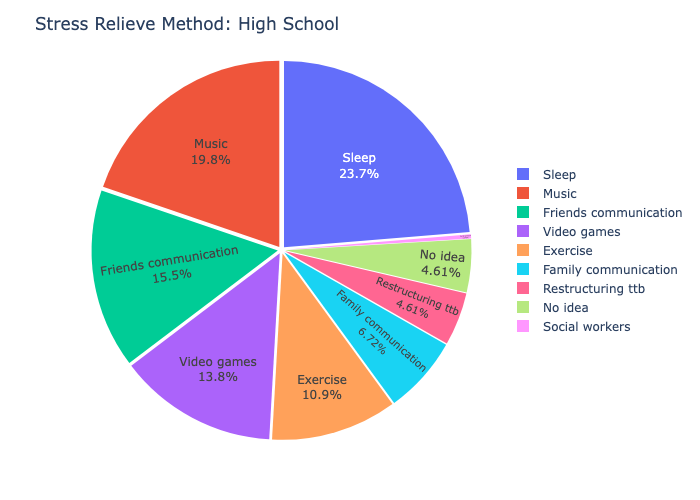 Stress Relieve Method: High School
Sleep
23.7%
Music
19.8%
Friends communication
15.5%
Video games
13.8%
Exercise
10.9%
Family communication
6.72%
Restructuring ttb
4.61%
No idea
4.61%
Sleep
Music
Friends communication
Video games
Exercise
Family communication
Restructuring ttb
No idea
Social workers